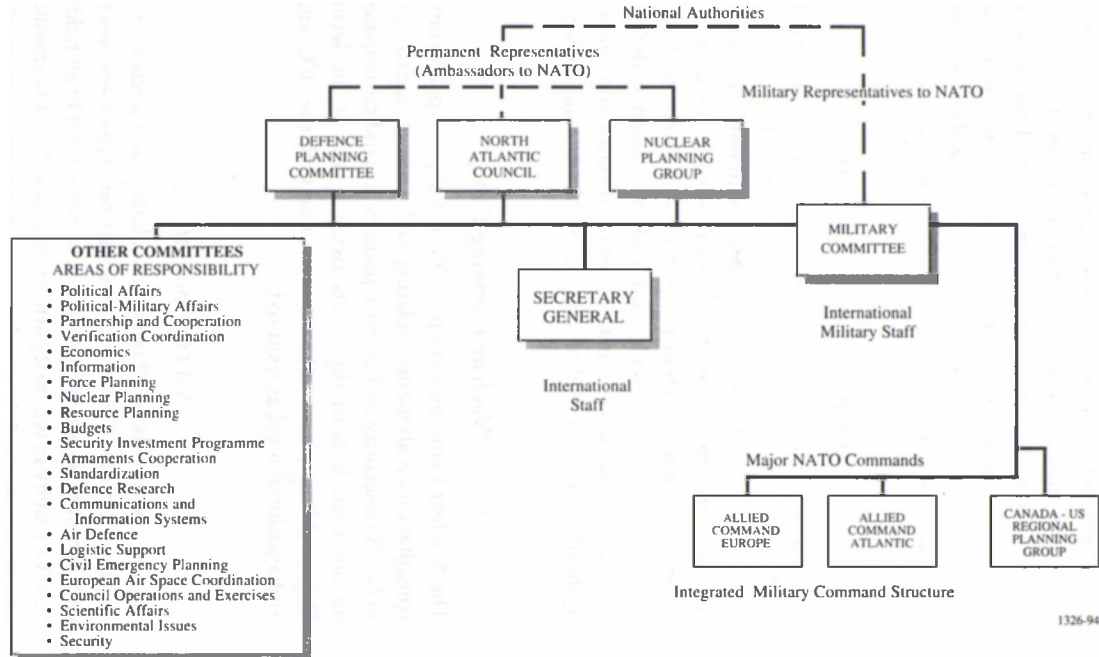 National Authorities
Permanent Representatives
(Ambassadors to NATO)
Military Representatives to NATO
DEFENCE
PLANNING
COMMITTEE
NORTH
ATLANTIC
COUNCIL
NUCLEAR
PLANNING
GROUP
MILITARY
COMMITTEE
International
Military Staff
SECRETARY
GENERAL
International
Staff
OTHER COMMITTEES
AREAS OF RESPONSIBILITY
• Political Affairs
• Political-Military Affairs
• Partnership and Cooperation
• Verification Coordination
• Economics
• Information
• Force Planning
• Nuclear Planning
• Resource Planning
• Budgets
• Security Investment Programme
• Armaments Cooperation
• Standardization
• Defence Research
• Communications and
Information Systems
• Air Defence
• Logistic Support
• Civil Emergency Planning
• European Air Space Coordination
• Council Operations and Exercises
• Scientific Affairs
• Environmental Issues
• Security
Major NATO Commands
ALLIED
COMMAND
EUROPE
ALLIED
COMMAND
ATLANTIC
CANADA - US
REGIONAL
PLANNING
GROUP
Integrated Military Command Structure
1326-94